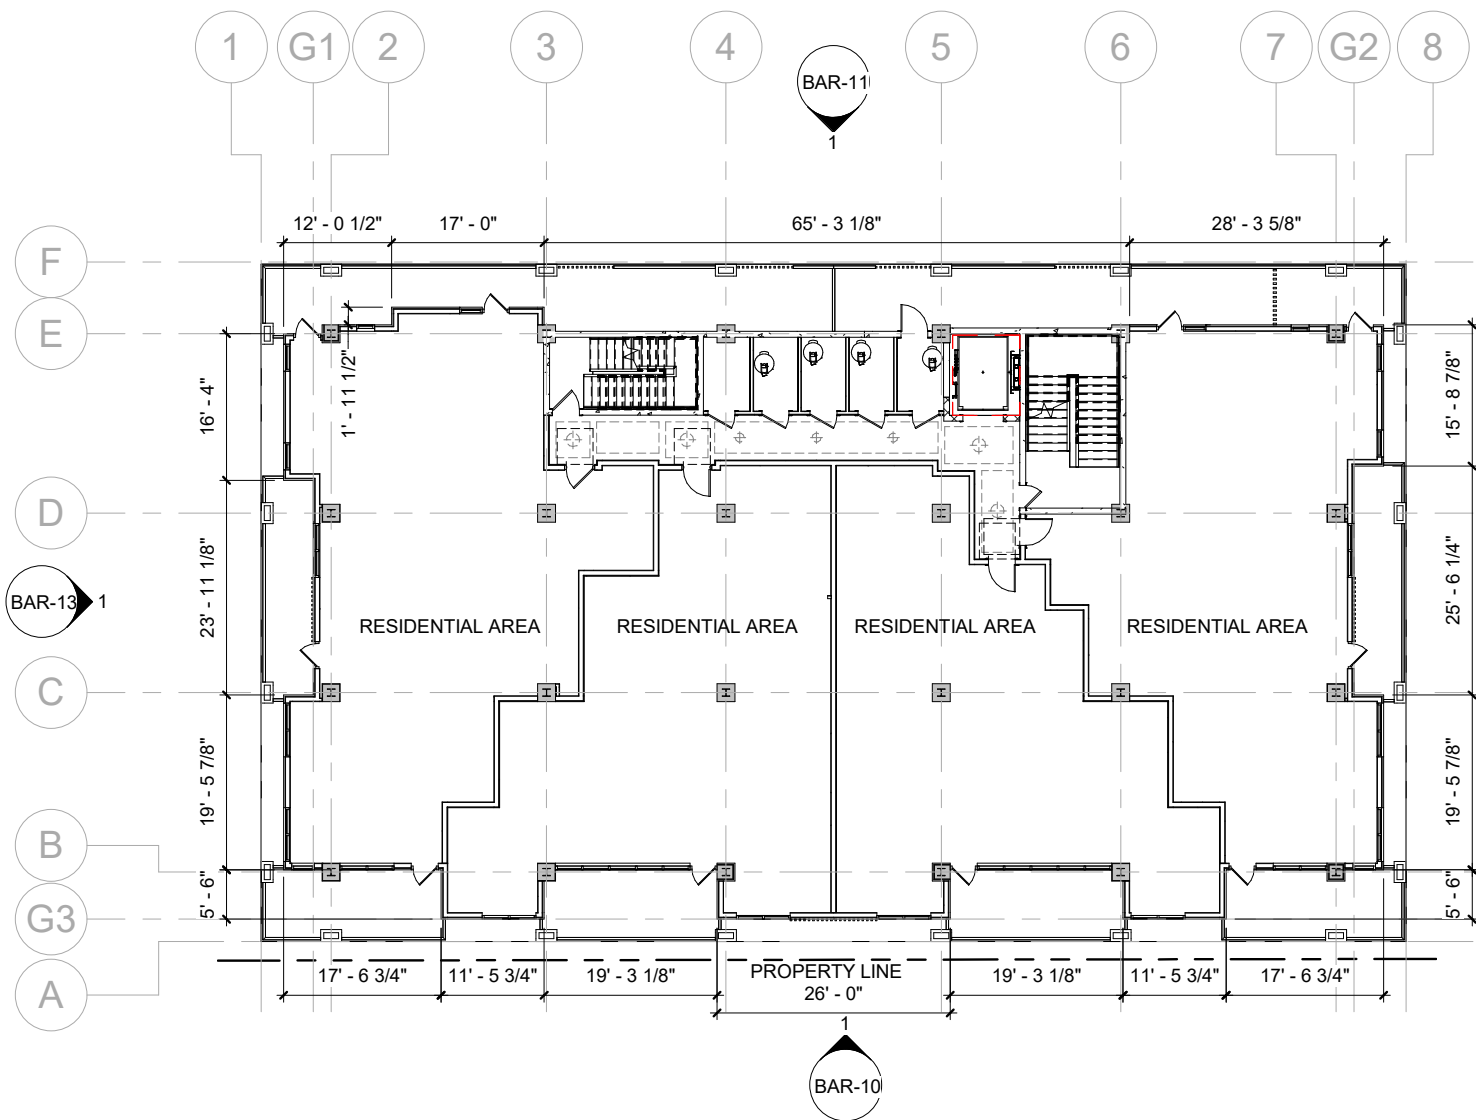 1 G1 2 3 4 5 6 7 G2 8
BAR-11
1
12' - 0 1/2" 17' - 0" 65' - 3 1/8" 28' - 3 5/8"
F
E
16' - 4"
1' - 11 1/2"
15' - 8 7/8"
D
23' - 11 1/8"
25' - 6 1/4"
BAR-13 1
RESIDENTIAL AREA RESIDENTIAL AREA RESIDENTIAL AREA RESIDENTIAL AREA
C
19' - 5 7/8"
19' - 5 7/8"
B
5' - 6"
5' - 6"
G3
A
17' - 6 3/4" 11' - 5 3/4" 19' - 3 1/8" PROPERTY LINE 19' - 3 1/8" 11' - 5 3/4" 17' - 6 3/4"
26' - 0"
1
BAR-10